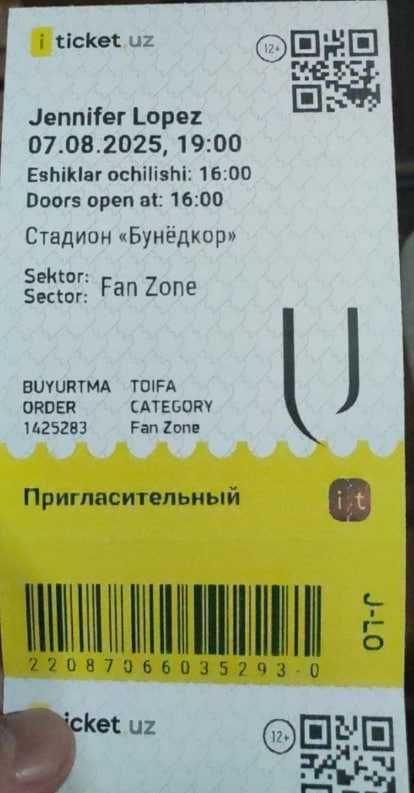 iticket.uz
12+
Jennifer Lopez
07.08.2025, 19:00
Eshiklar ochilishi: 16:00
Doors open at: 16:00
Стадион «Бунёдкор»
Sektor:
Sector: Fan Zone
BUYURTMA TOIFA
ORDER CATEGORY
1425283 Fan Zone
Пригласительный
it
J-LO
22087066035293-0
icket.uz
12+